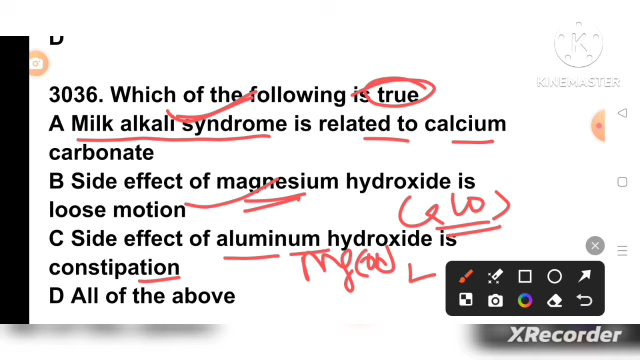 D
3036. Which of the following is true
A Milk alkali syndrome is related to calcium
carbonate
B Side effect of magnesium hydroxide is
loose motion
C Side effect of aluminum hydroxide is
constipation
D All of the above
K
KINEMASTER
XRecorder